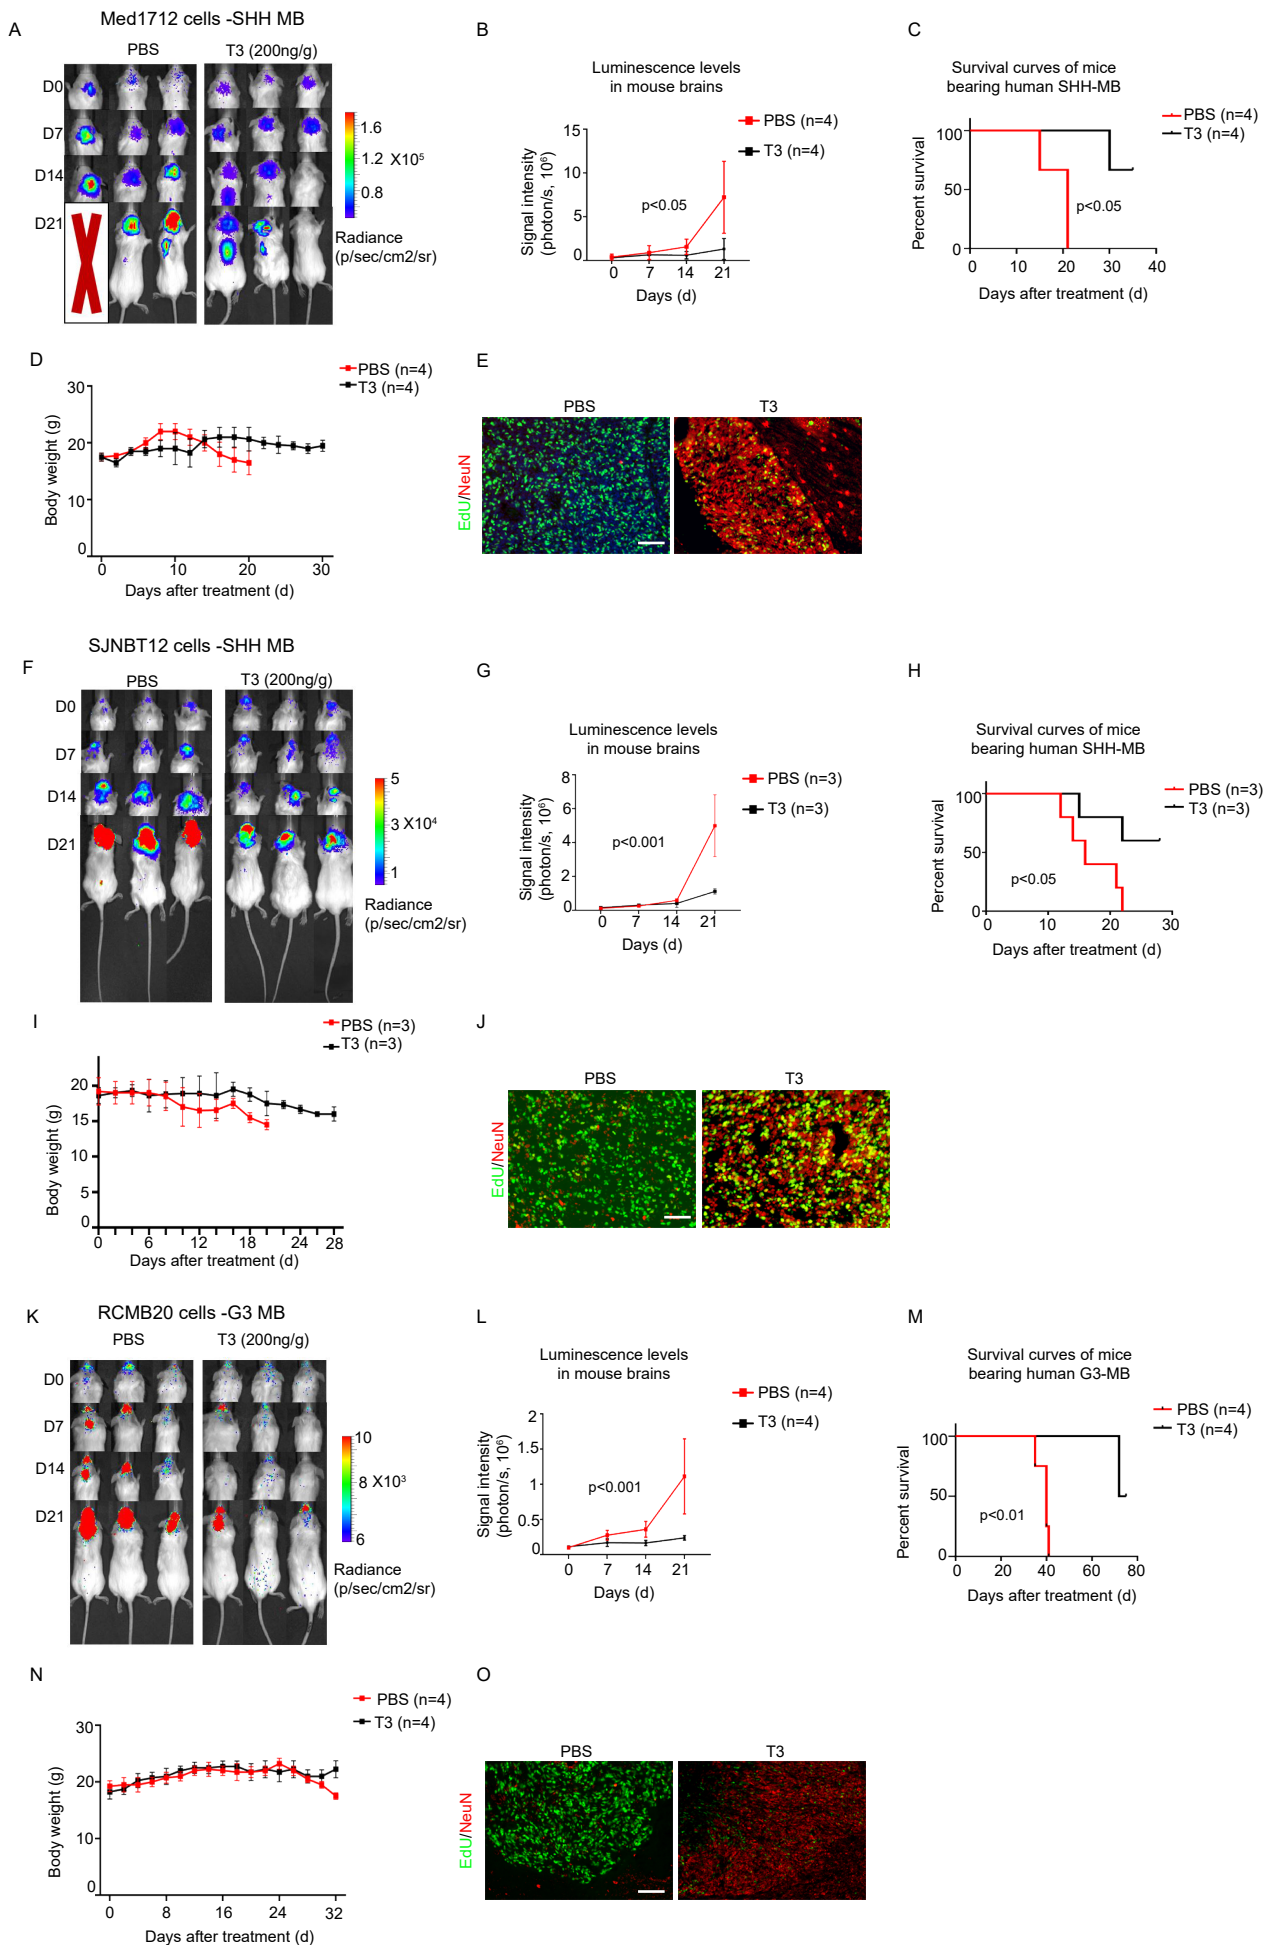 Med1712 cells -SHH MB
A
PBS
T3 (200ng/g)
D0
D7
D14
D21
1.6
1.2 X10⁵
0.8
Radiance
(p/sec/cm2/sr)
B
Luminescence levels
in mouse brains
PBS (n=4)
T3 (n=4)
Signal intensity
(photon/s, 10⁶)
15
10
5
0
p<0.05
0 7 14 21
Days (d)
C
Survival curves of mice
bearing human SHH-MB
PBS (n=4)
T3 (n=4)
Percent survival
100
50
0
p<0.05
0 10 20 30 40
Days after treatment (d)
D
PBS (n=4)
T3 (n=4)
Body weight (g)
30
20
10
0
0 10 20 30
Days after treatment (d)
E
PBS
T3
EdU/NeuN
SJNBT12 cells -SHH MB
F
PBS
T3 (200ng/g)
D0
D7
D14
D21
5
3 X10⁴
1
Radiance
(p/sec/cm2/sr)
G
Luminescence levels
in mouse brains
PBS (n=3)
T3 (n=3)
Signal intensity
(photon/s, 10⁶)
8
6
4
2
0
p<0.001
0 7 14 21
Days (d)
H
Survival curves of mice
bearing human SHH-MB
PBS (n=3)
T3 (n=3)
Percent survival
100
50
0
p<0.05
0 10 20 30
Days after treatment (d)
I
PBS (n=3)
T3 (n=3)
Body weight (g)
20
15
10
5
0
0 6 12 18 24 28
Days after treatment (d)
J
PBS
T3
EdU/NeuN
RCMB20 cells -G3 MB
K
PBS
T3 (200ng/g)
D0
D7
D14
D21
10
8 X10³
6
Radiance
(p/sec/cm2/sr)
L
Luminescence levels
in mouse brains
PBS (n=4)
T3 (n=4)
Signal intensity
(photon/s, 10⁶)
2
1.5
1
0.5
0
p<0.001
0 7 14 21
Days (d)
M
Survival curves of mice
bearing human G3-MB
PBS (n=4)
T3 (n=4)
Percent survival
100
50
0
p<0.01
0 20 40 60 80
Days after treatment (d)
N
PBS (n=4)
T3 (n=4)
Body weight (g)
30
20
10
0
0 8 16 24 32
Days after treatment (d)
O
PBS
T3
EdU/NeuN